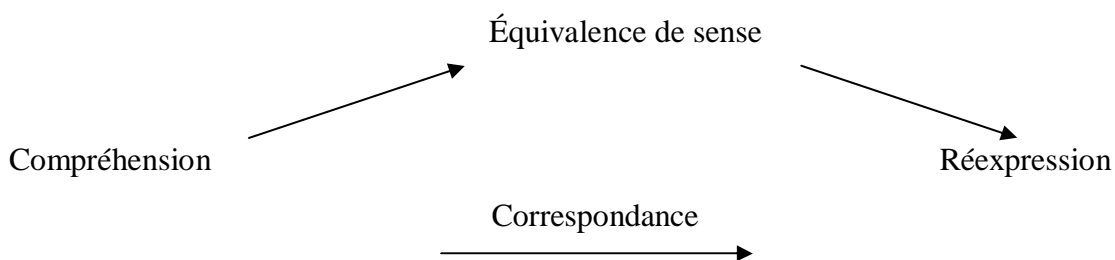 Équivalence de sense
Compréhension
Réexpression
Correspondance